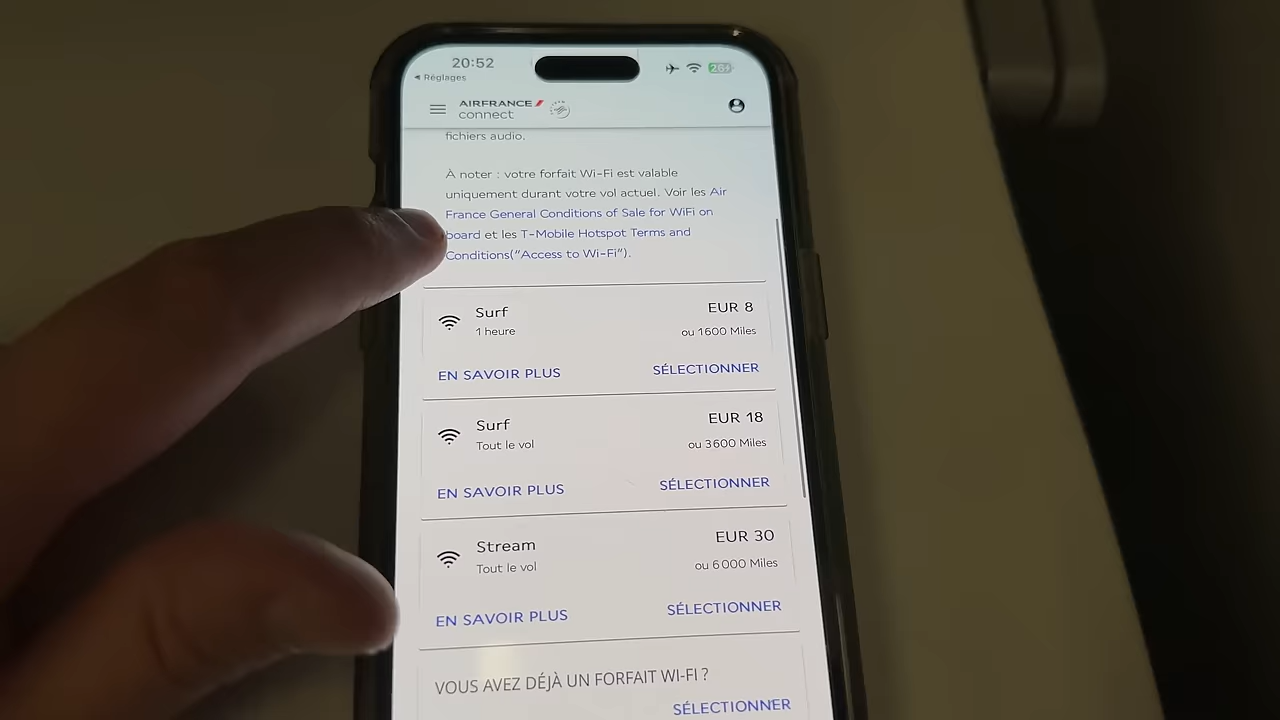 20:52
◀ Réglages
26
AIRFRANCE
connect
fichiers audio.
À noter : votre forfait Wi-Fi est valable
uniquement durant votre vol actuel. Voir les Air
France General Conditions of Sale for WiFi on
board et les T-Mobile Hotspot Terms and
Conditions("Access to Wi-Fi").
Surf EUR 8
1 heure ou 1600 Miles
EN SAVOIR PLUS SÉLECTIONNER
Surf EUR 18
Tout le vol ou 3600 Miles
EN SAVOIR PLUS SÉLECTIONNER
Stream EUR 30
Tout le vol ou 6000 Miles
EN SAVOIR PLUS SÉLECTIONNER
VOUS AVEZ DÉJÀ UN FORFAIT WI-FI ?
SÉLECTIONNER